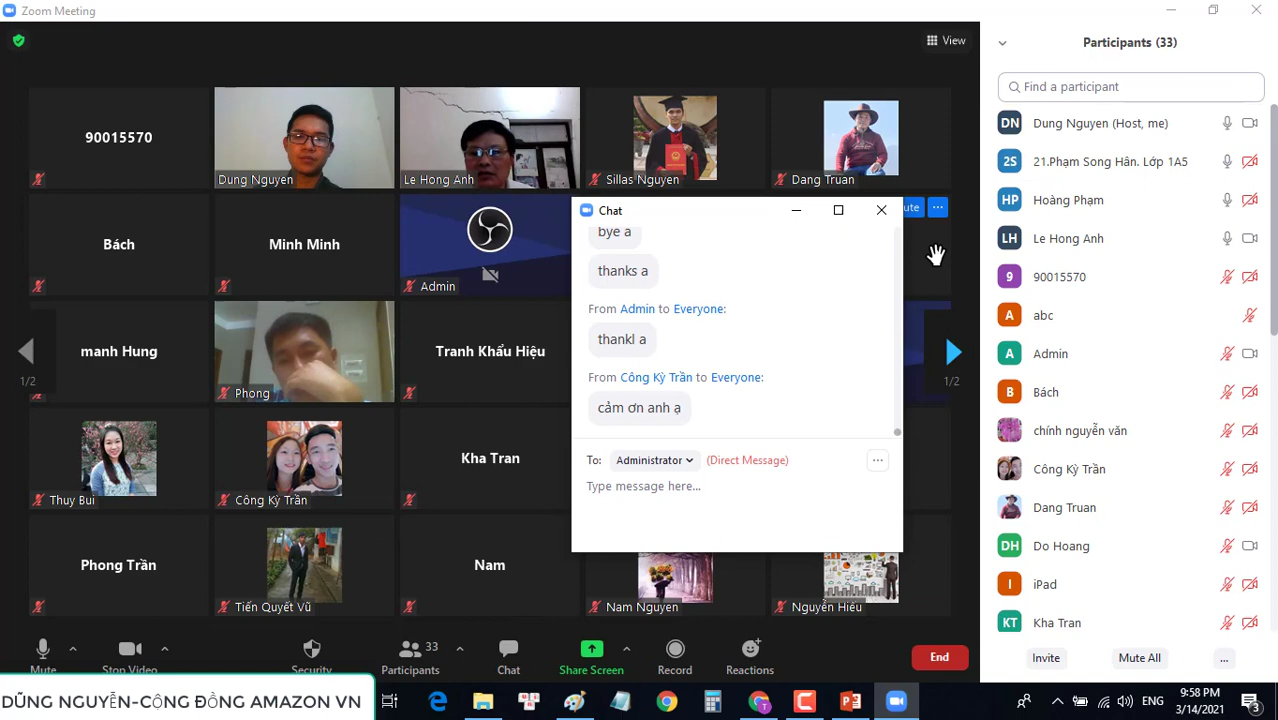 Zoom Meeting
View
Participants (33)
Find a participant
90015570
Dung Nguyen
Le Hong Anh
Sillas Nguyen
Dang Truan
Bách
Minh Minh
Admin
ute
...
manh Hung
Phong
Tranh Khẩu Hiệu
1/2
1/2
Thuy Bui
Công Kỳ Trần
Kha Tran
Phong Trần
Tiến Quyết Vũ
Nam
Nam Nguyen
Nguyễn Hiếu
Chat
bye a
thanks a
From Admin to Everyone:
thankl a
From Công Kỳ Trần to Everyone:
cảm ơn anh ạ
To: Administrator (Direct Message)
...
Type message here...
DN Dung Nguyen (Host, me)
2S 21.Phạm Song Hân. Lớp 1A5
HP Hoàng Phạm
LH Le Hong Anh
9 90015570
A abc
A Admin
B Bách
chính nguyễn văn
Công Kỳ Trần
Dang Truan
DH Do Hoang
I iPad
KT Kha Tran
Invite
Mute All
...
Mute
Stop Video
Security
33
Participants
Chat
Share Screen
Record
Reactions
End
DŨNG NGUYỄN-CỘNG ĐỒNG AMAZON VN
ENG
9:58 PM
3/14/2021
3